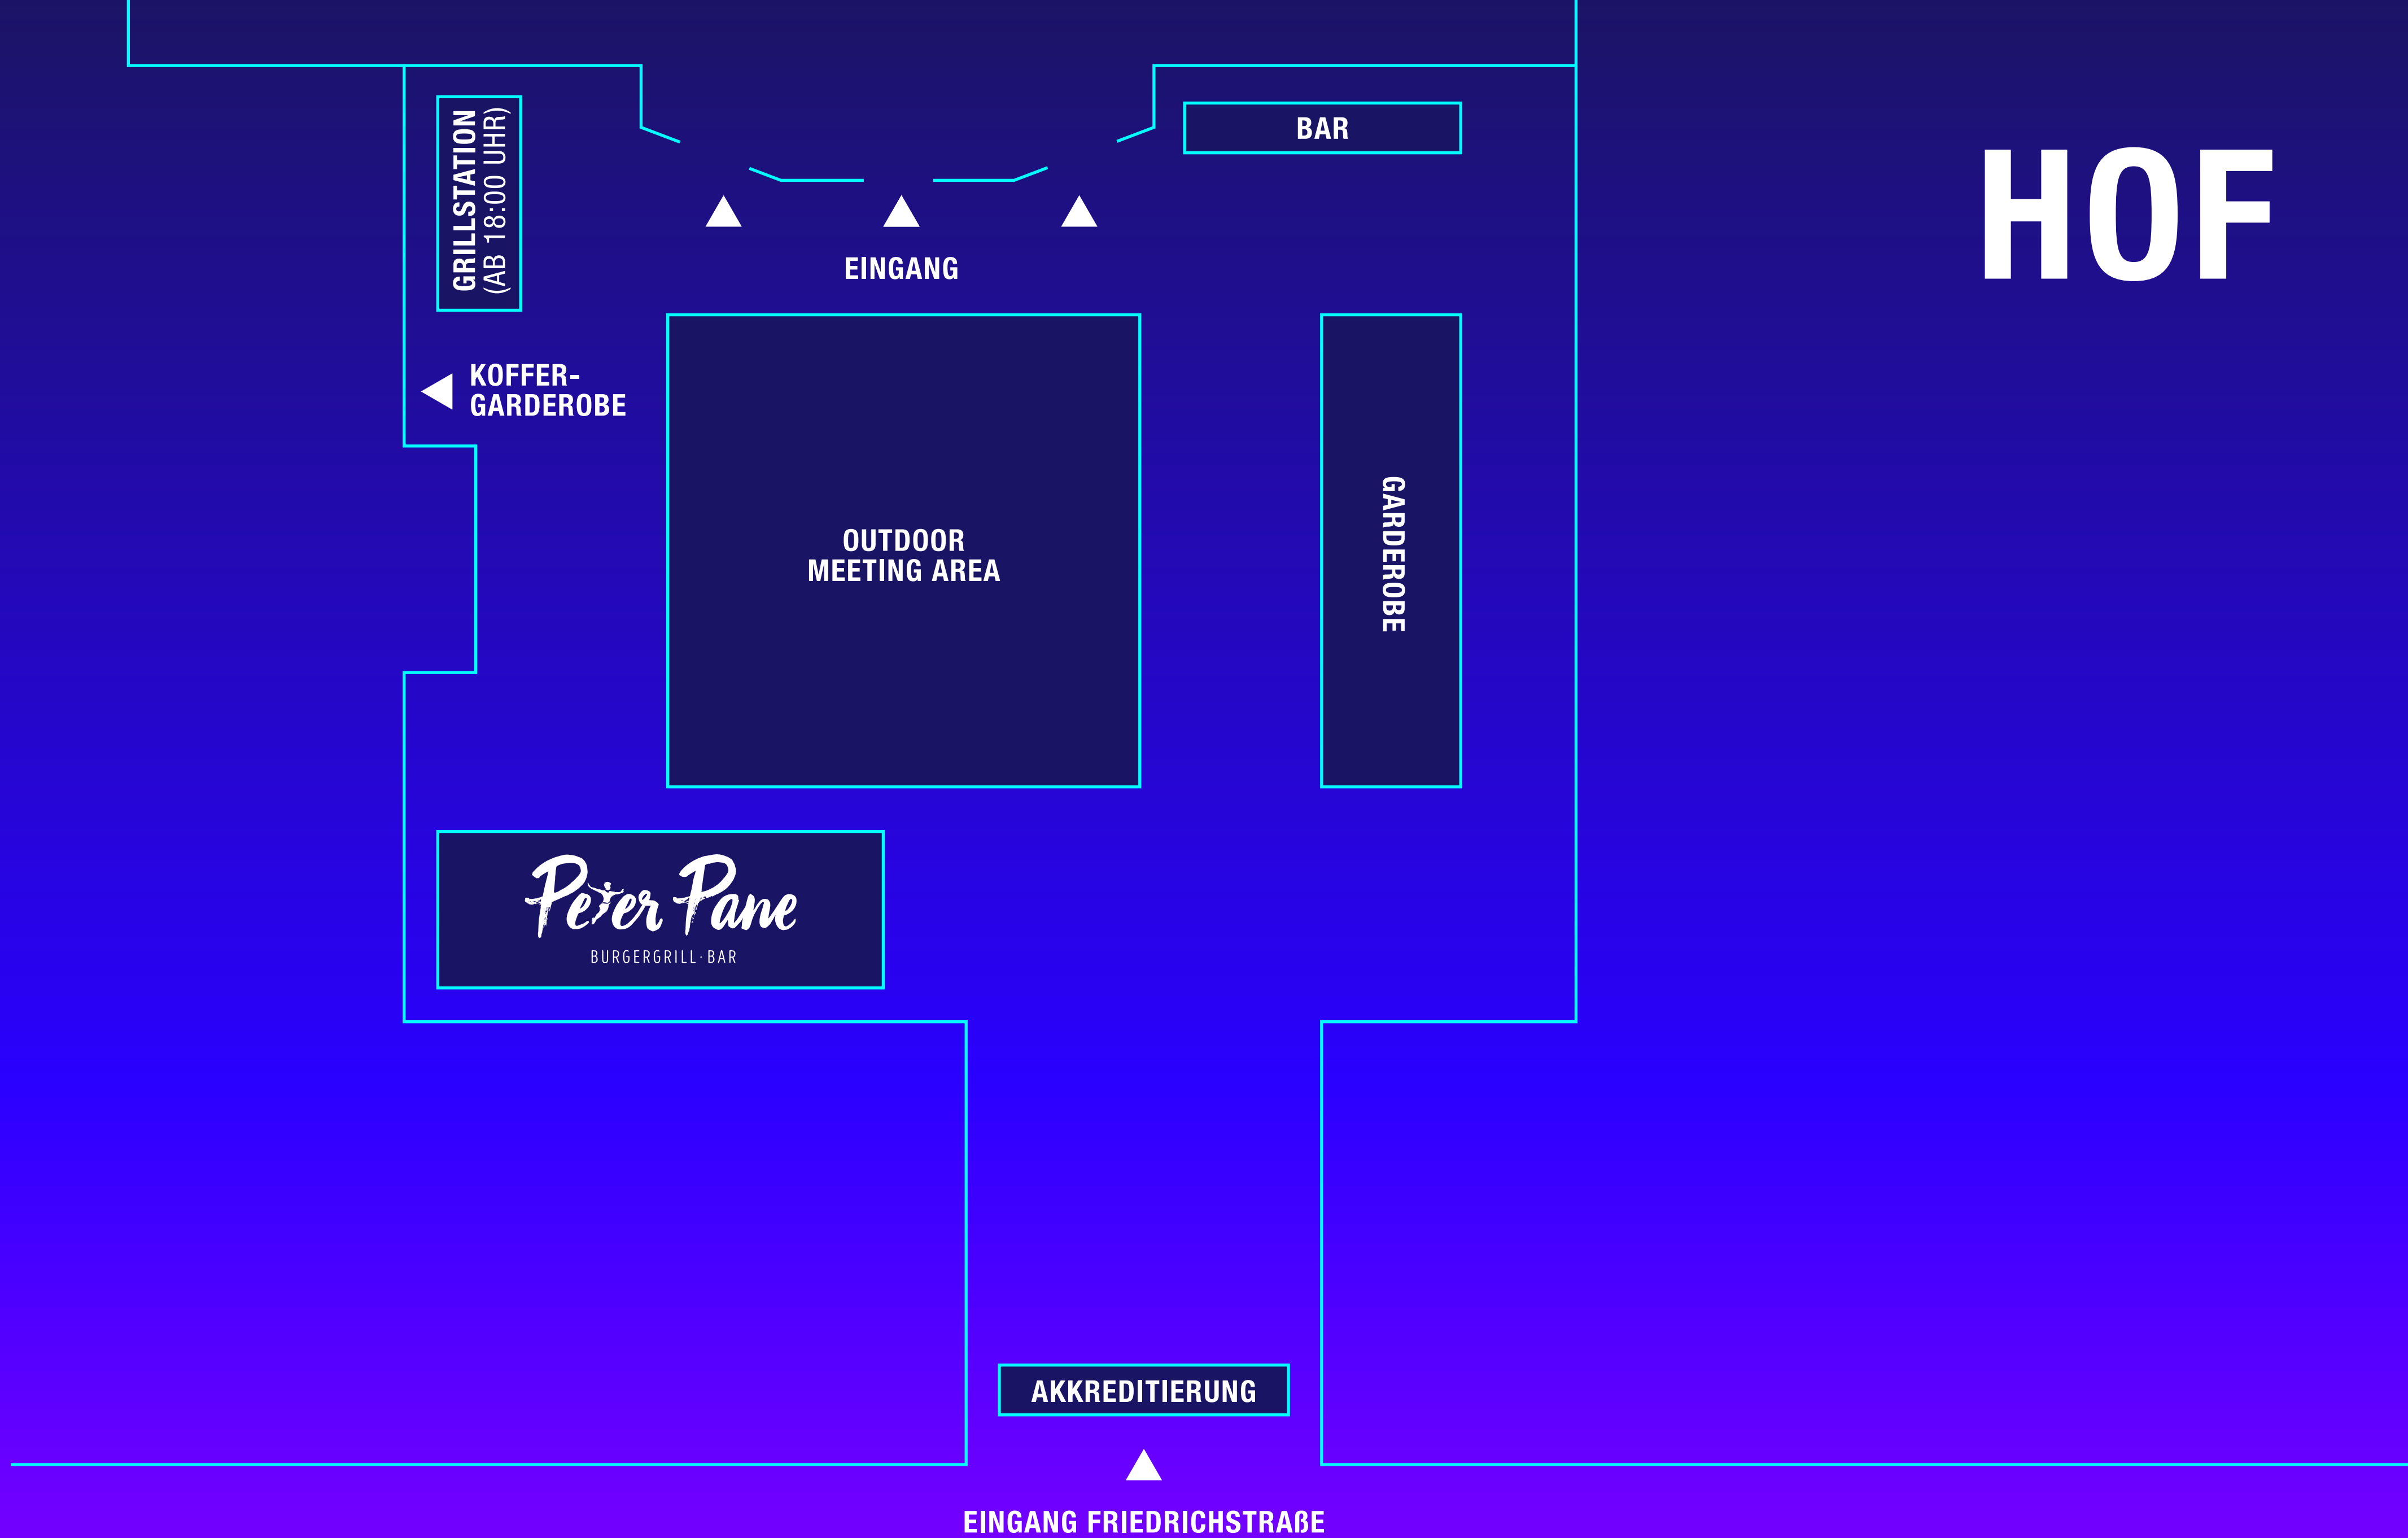 HOF
GRILLSTATION
(AB 18:00 UHR)
BAR
EINGANG
KOFFER-
GARDEROBE
OUTDOOR
MEETING AREA
GARDEROBE
Peter Pane
BURGERGRILL·BAR
AKKREDITIERUNG
EINGANG FRIEDRICHSTRAßE